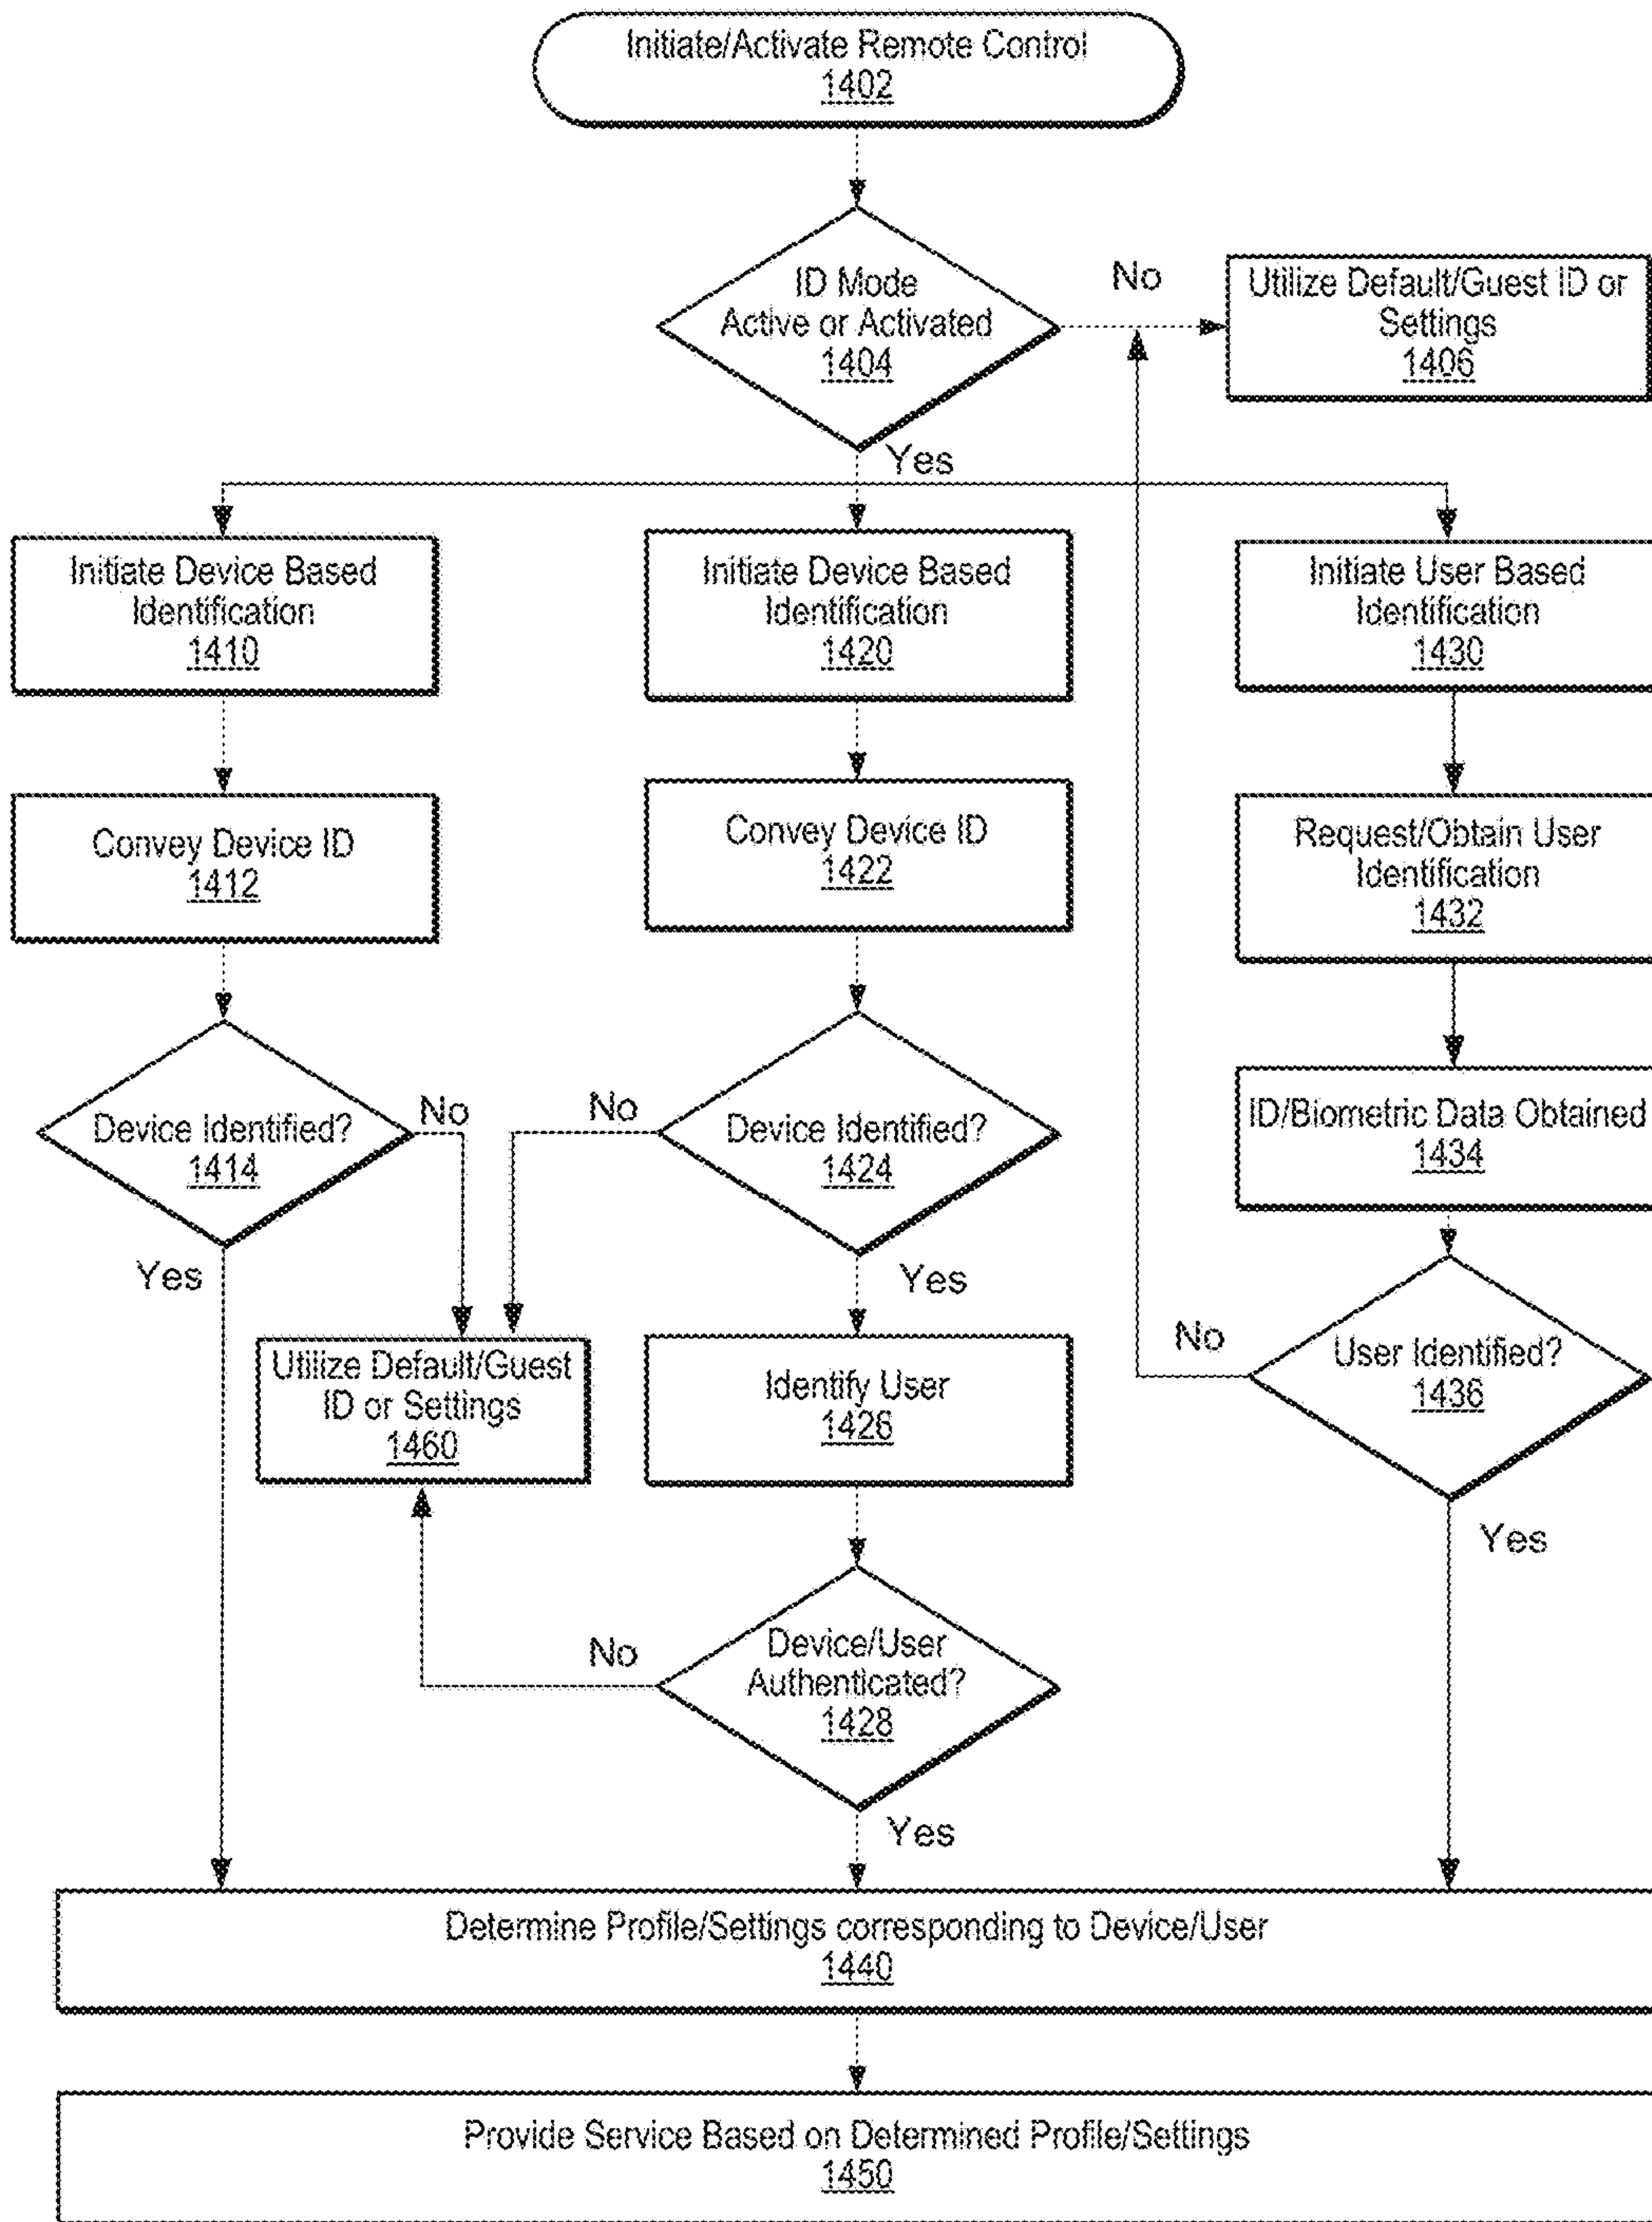 Initiate/Activate Remote Control
1402
ID Mode
Active or Activated
1404
No
Utilize Default/Guest ID or
Settings
1406
Yes
Initiate Device Based
Identification
1410
Initiate Device Based
Identification
1420
Initiate User Based
Identification
1430
Convey Device ID
1412
Convey Device ID
1422
Request/Obtain User
Identification
1432
ID/Biometric Data Obtained
1434
Device Identified?
1414
No
Yes
No
Device Identified?
1424
Yes
Utilize Default/Guest
ID or Settings
1460
Identify User
1426
No
User Identified?
1436
Yes
No
Device/User
Authenticated?
1428
Yes
Determine Profile/Settings corresponding to Device/User
1440
Provide Service Based on Determined Profile/Settings
1450